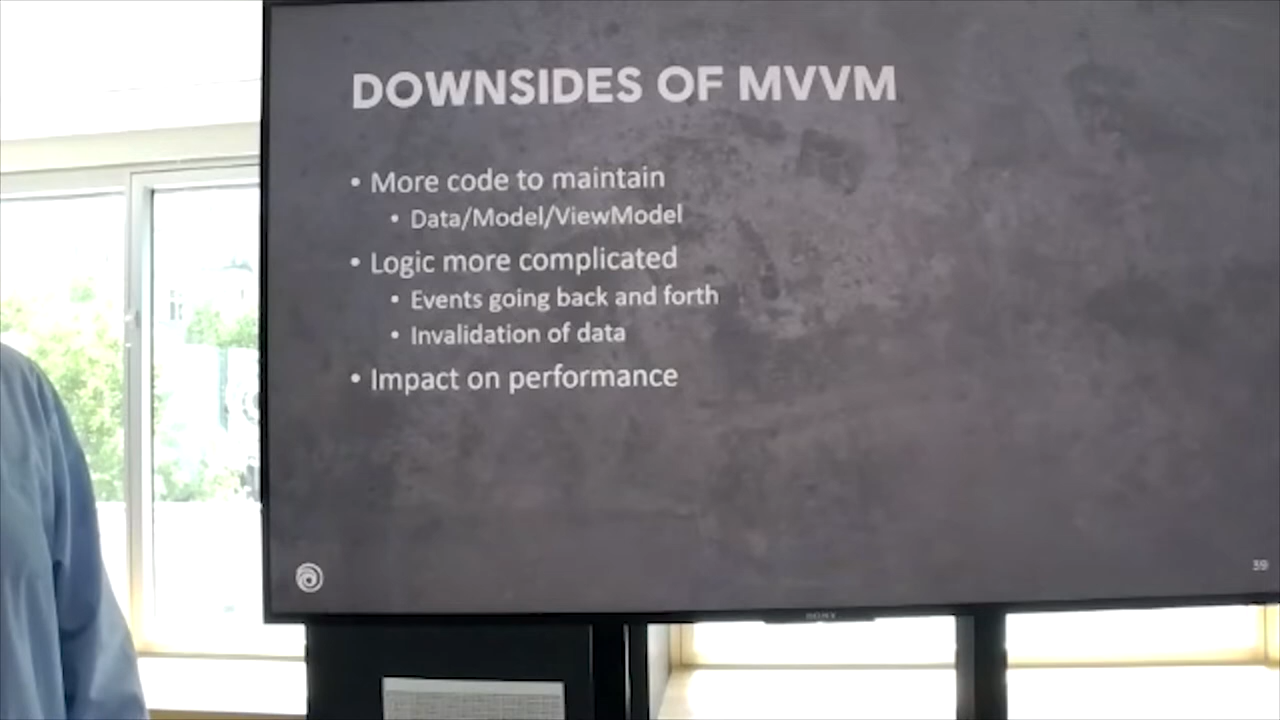 DOWNSIDES OF MVVM
• More code to maintain
• Data/Model/ViewModel
• Logic more complicated
• Events going back and forth
• Invalidation of data
• Impact on performance
39
SONY